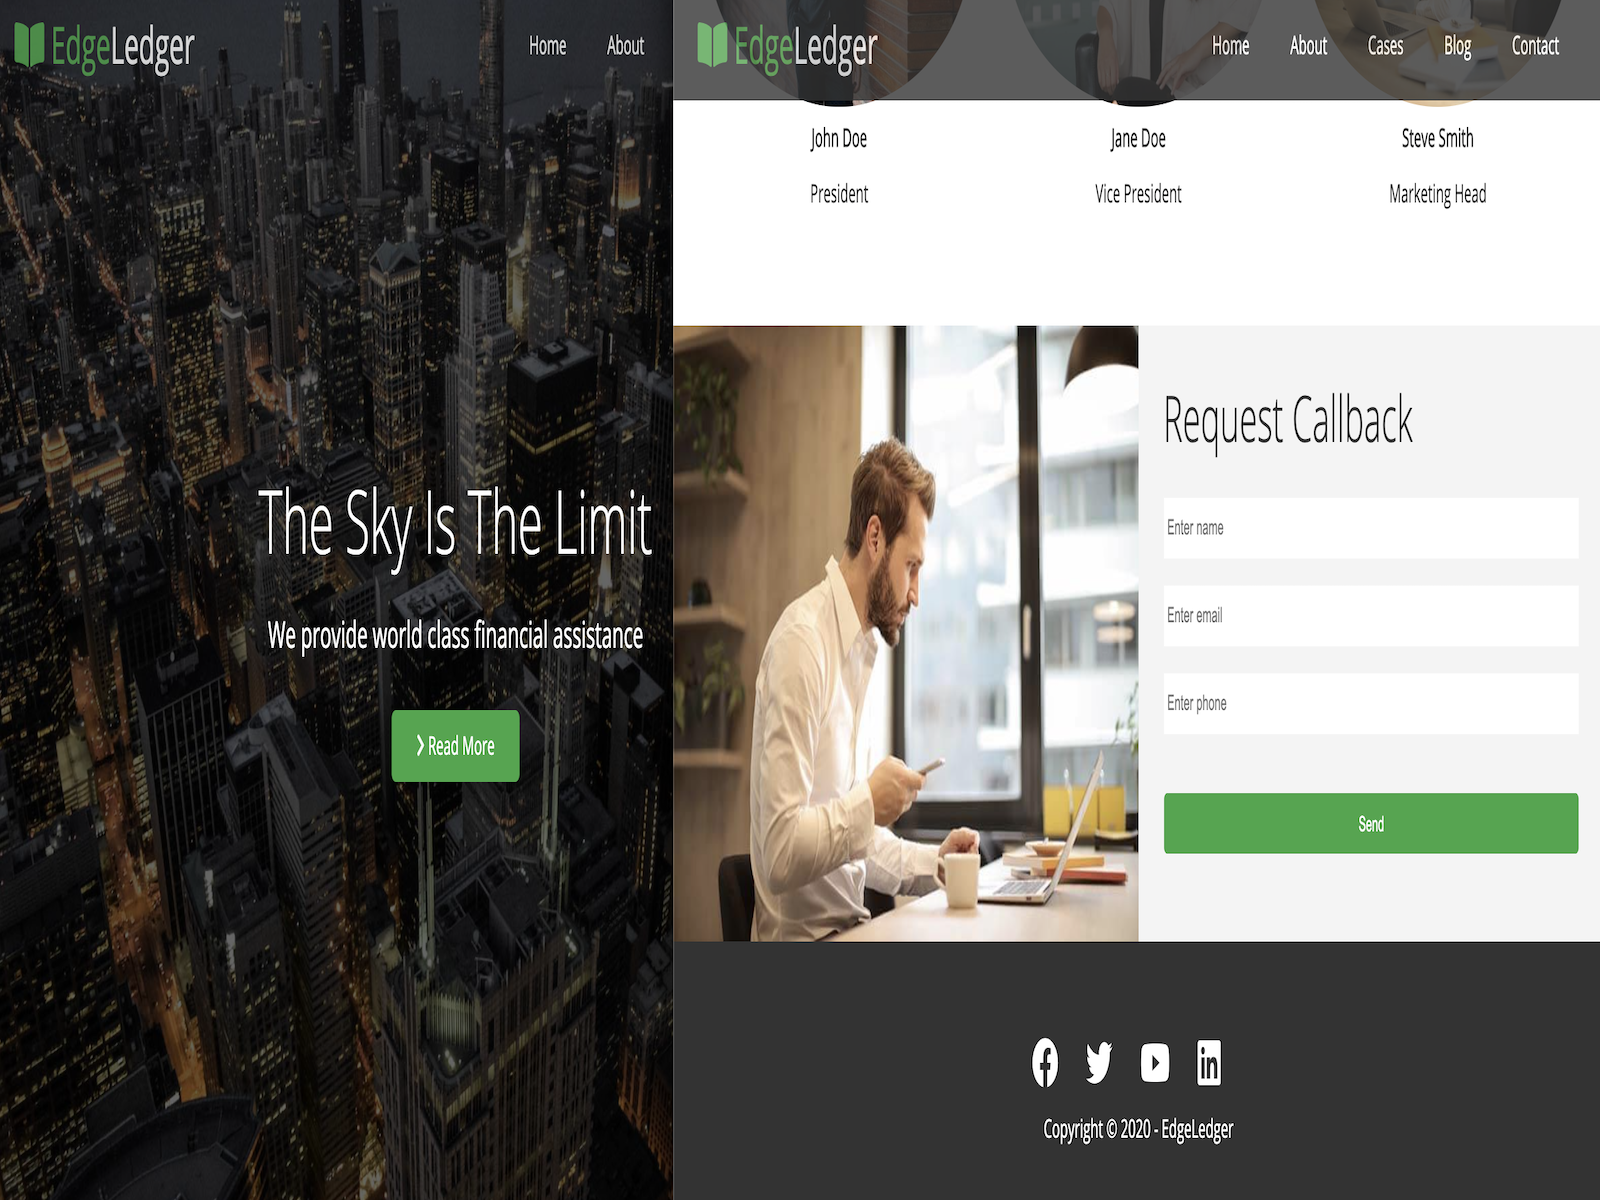 EdgeLedger
Home About
The Sky Is The Limit
We provide world class financial assistance
Read More
EdgeLedger
Home About Cases Blog Contact
John Doe
President
Jane Doe
Vice President
Steve Smith
Marketing Head
Request Callback
Enter name
Enter email
Enter phone
Send
Copyright © 2020 - EdgeLedger